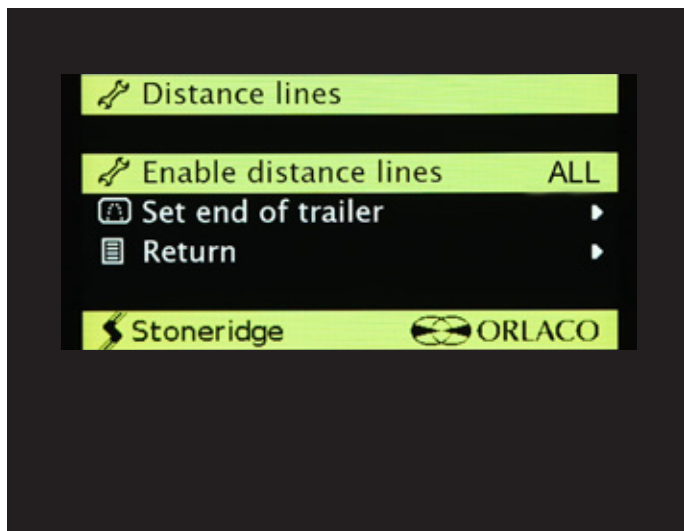 Distance lines
Enable distance lines ALL
Set end of trailer
Return
Stoneridge ORLACO